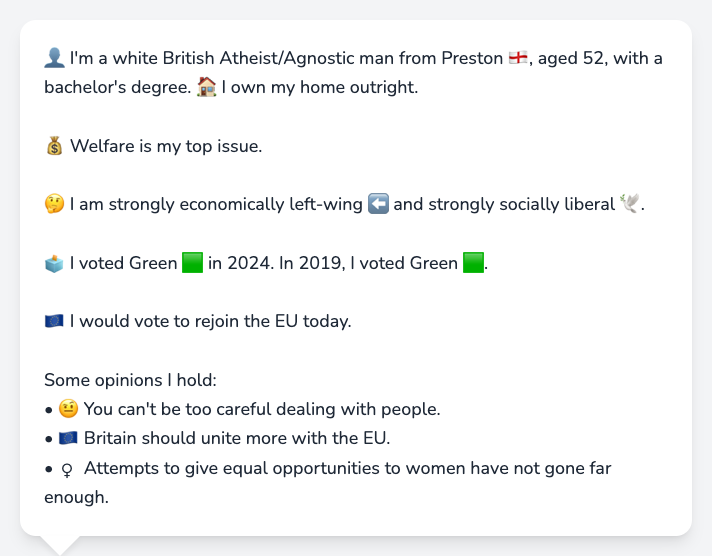 👤 I'm a white British Atheist/Agnostic man from Preston 🏴󠁧󠁢󠁥󠁮󠁧󠁿, aged 52, with a
bachelor's degree. 🏠 I own my home outright.
💰 Welfare is my top issue.
🤔 I am strongly economically left-wing ⬅️ and strongly socially liberal 🕊️.
🗳️ I voted Green 🟩 in 2024. In 2019, I voted Green 🟩.
🇪🇺 I would vote to rejoin the EU today.
Some opinions I hold:
• 🤨 You can't be too careful dealing with people.
• 🇪🇺 Britain should unite more with the EU.
• ♀ Attempts to give equal opportunities to women have not gone far
enough.